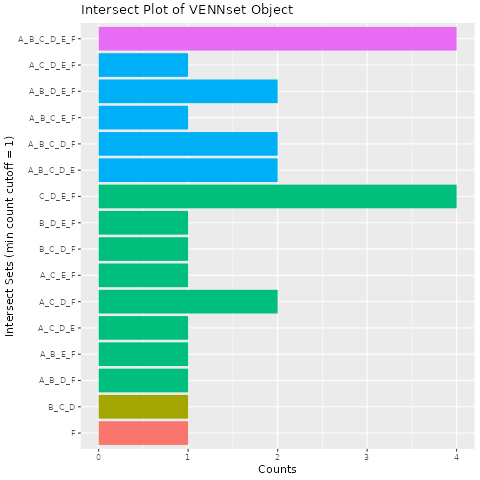 Intersect Plot of VENNset Object
Intersect Sets (min count cutoff = 1)
A_B_C_D_E_F
A_C_D_E_F
A_B_D_E_F
A_B_C_E_F
A_B_C_D_F
A_B_C_D_E
C_D_E_F
B_D_E_F
B_C_D_F
A_C_E_F
A_C_D_F
A_C_D_E
A_B_E_F
A_B_D_F
B_C_D
F
0 1 2 3 4
Counts